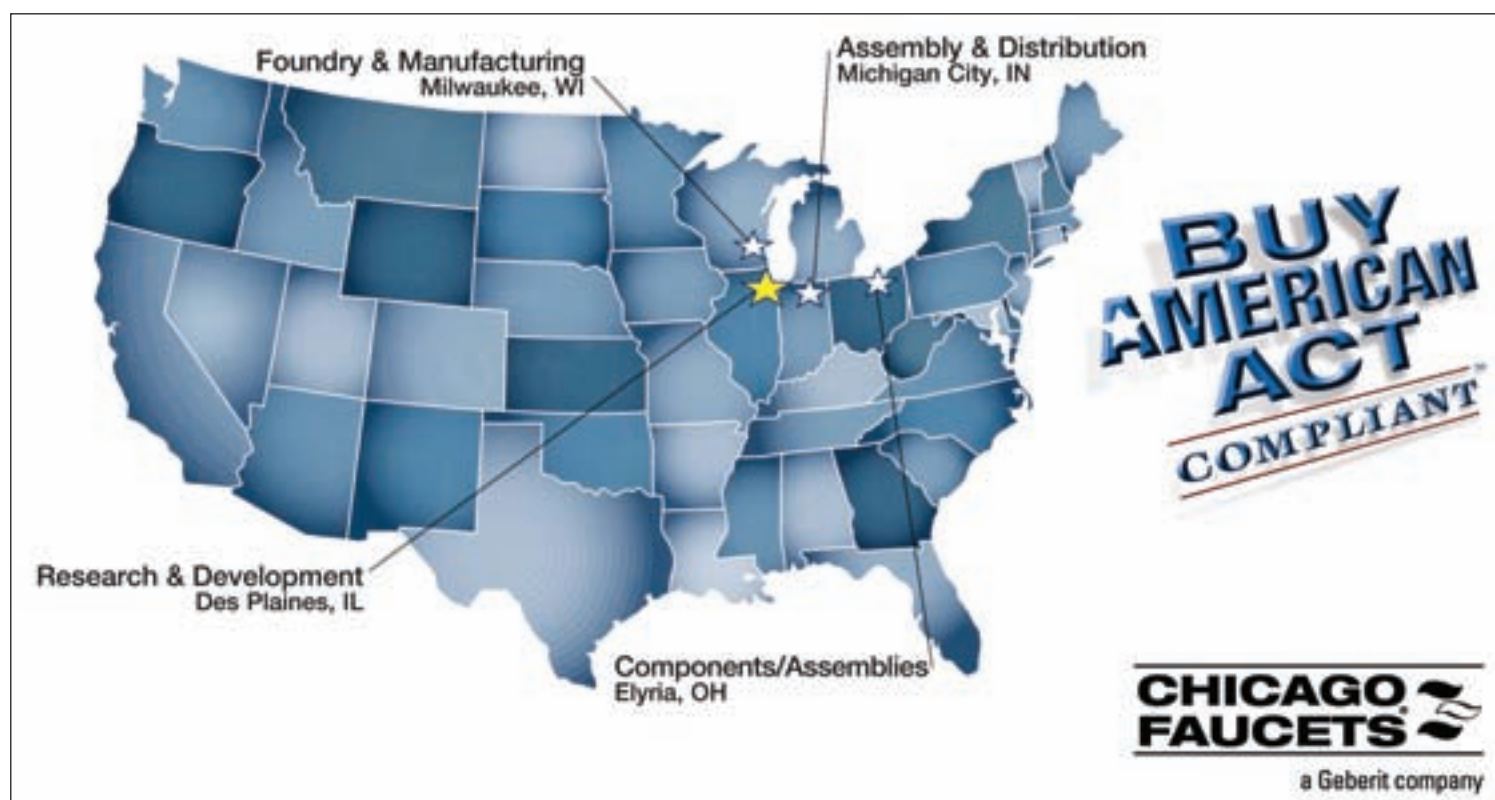 Foundry & Manufacturing
Milwaukee, WI
Assembly & Distribution
Michigan City, IN
BUY
AMERICAN
ACT
COMPLIANT™
Research & Development
Des Plaines, IL
Components/Assemblies
Elyria, OH
CHICAGO
FAUCETS®
a Geberit company